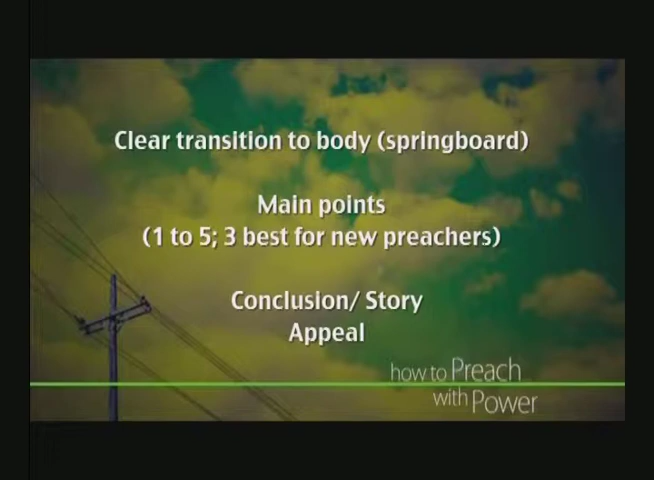 Clear transition to body (springboard)
Main points
(1 to 5; 3 best for new preachers)
Conclusion/ Story
Appeal
how to Preach
with Power